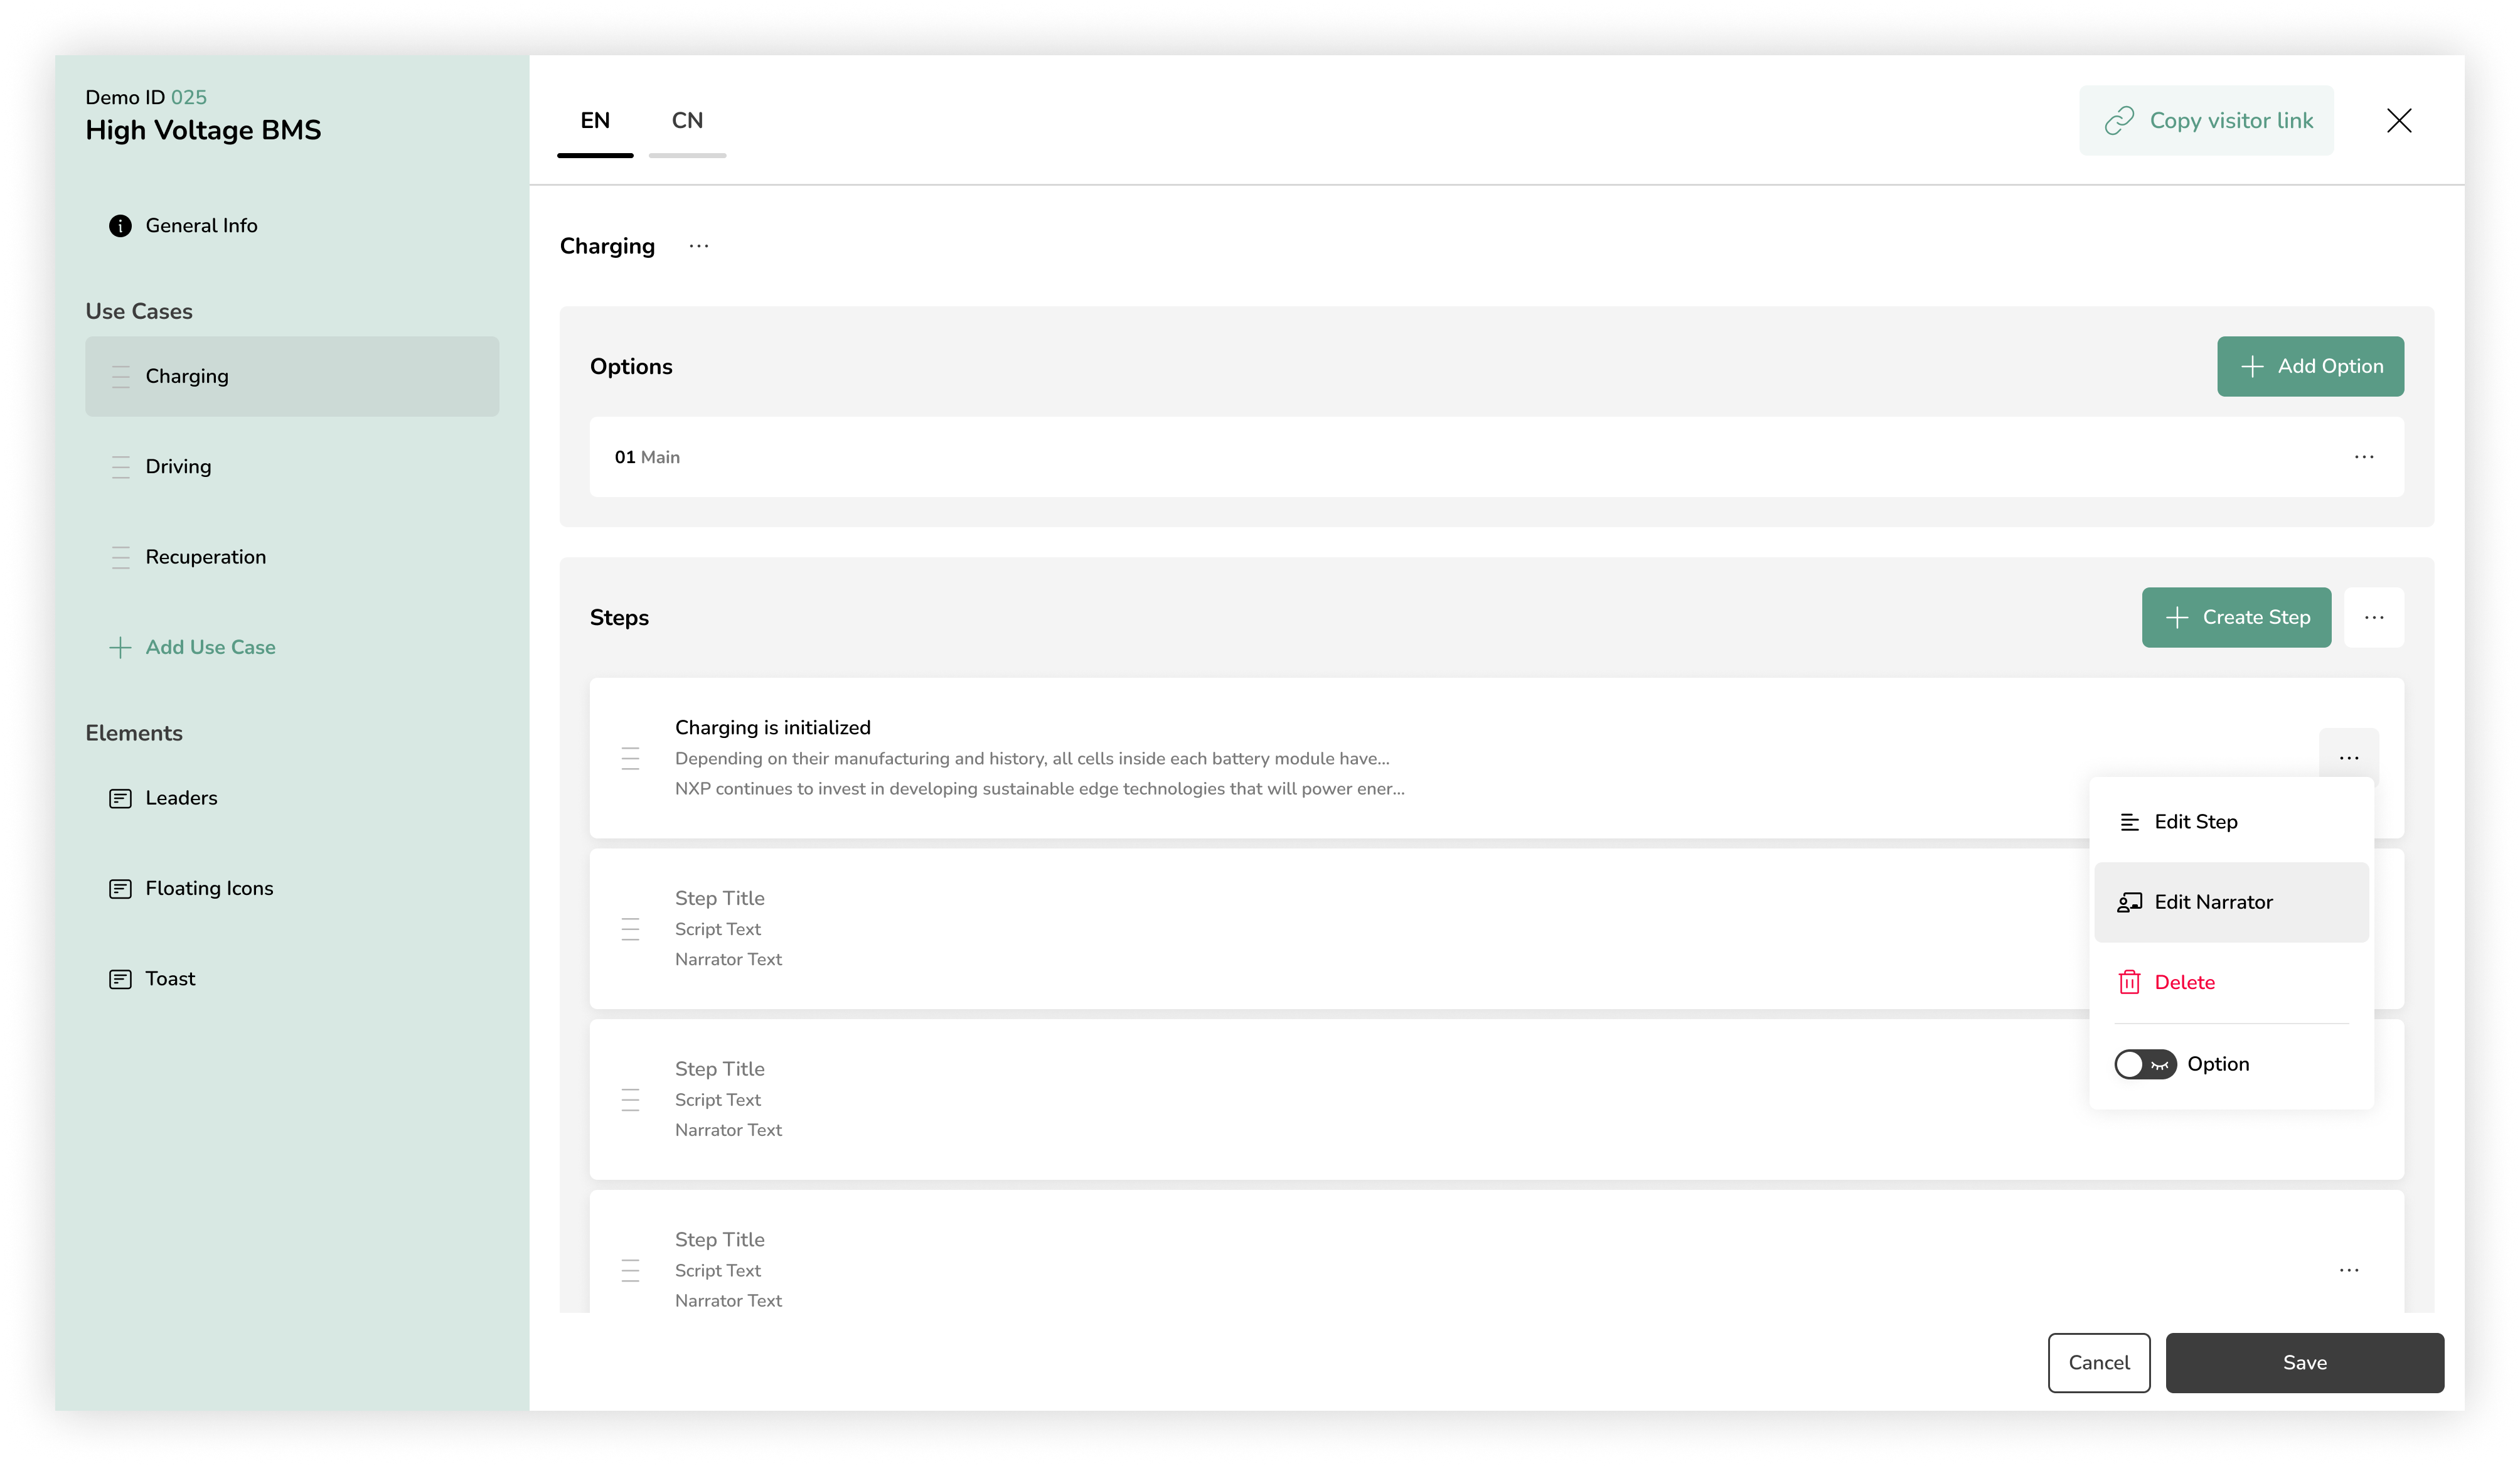 Demo ID 025
High Voltage BMS
General Info
Use Cases
Charging
Driving
Recuperation
Add Use Case
Elements
Leaders
Floating Icons
Toast
EN
CN
Copy visitor link
Charging
Options
Add Option
01 Main
Steps
Create Step
Charging is initialized
Depending on their manufacturing and history, all cells inside each battery module have...
NXP continues to invest in developing sustainable edge technologies that will power ener...
Edit Step
Edit Narrator
Delete
Option
Step Title
Script Text
Narrator Text
Step Title
Script Text
Narrator Text
Step Title
Script Text
Narrator Text
Cancel
Save